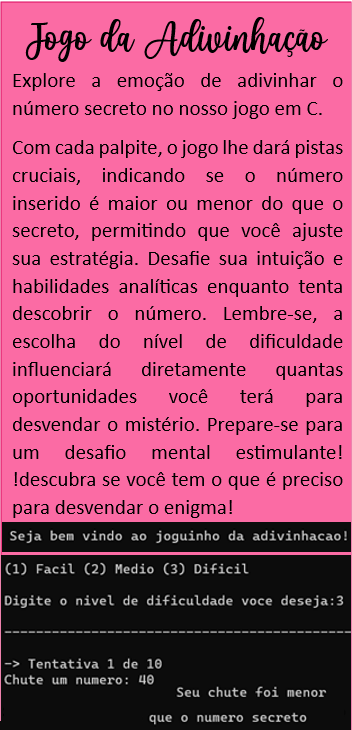 Jogo da Adivinhação
Explore a emoção de adivinhar o
número secreto no nosso jogo em C.
Com cada palpite, o jogo lhe dará pistas
cruciais, indicando se o número
inserido é maior ou menor do que o
secreto, permitindo que você ajuste
sua estratégia. Desafie sua intuição e
habilidades analíticas enquanto tenta
descobrir o número. Lembre-se, a
escolha do nível de dificuldade
influenciará diretamente quantas
oportunidades você terá para
desvendar o mistério. Prepare-se para
um desafio mental estimulante!
!descubra se você tem o que é preciso
para desvendar o enigma!
Seja bem vindo ao joguinho da adivinhacao!
(1) Facil (2) Medio (3) Dificil
Digite o nivel de dificuldade voce deseja:3
--------------------------------------------
-> Tentativa 1 de 10
Chute um numero: 40
Seu chute foi menor
que o numero secreto